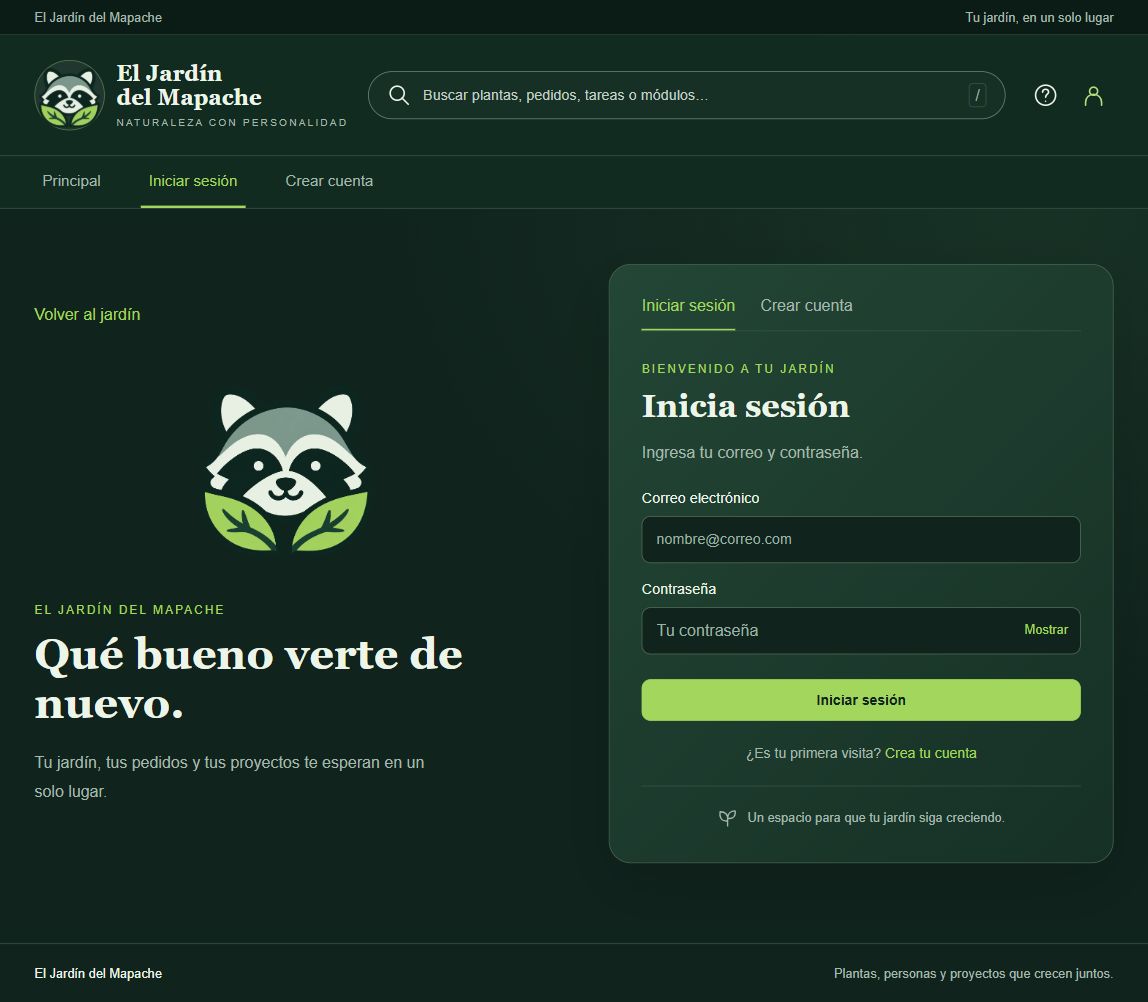 El Jardín del Mapache
Tu jardín, en un solo lugar
El Jardín
del Mapache
NATURALEZA CON PERSONALIDAD
Buscar plantas, pedidos, tareas o módulos...
/
Principal
Iniciar sesión
Crear cuenta
Volver al jardín
EL JARDÍN DEL MAPACHE
Qué bueno verte de
nuevo.
Tu jardín, tus pedidos y tus proyectos te esperan en un
solo lugar.
Iniciar sesión
Crear cuenta
BIENVENIDO A TU JARDÍN
Inicia sesión
Ingresa tu correo y contraseña.
Correo electrónico
nombre@correo.com
Contraseña
Tu contraseña
Mostrar
Iniciar sesión
¿Es tu primera visita? Crea tu cuenta
Un espacio para que tu jardín siga creciendo.
El Jardín del Mapache
Plantas, personas y proyectos que crecen juntos.